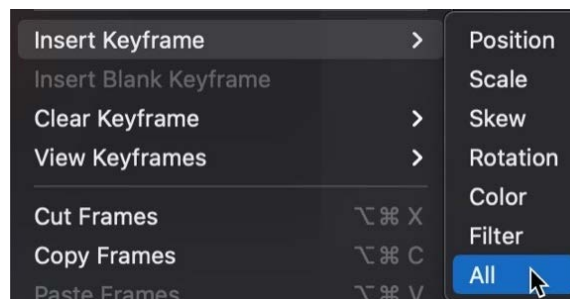 Insert Keyframe >
Insert Blank Keyframe
Clear Keyframe >
View Keyframes >
Cut Frames ⌥⌘ X
Copy Frames ⌥⌘ C
Paste Frames ⌥⌘ V
Position
Scale
Skew
Rotation
Color
Filter
All